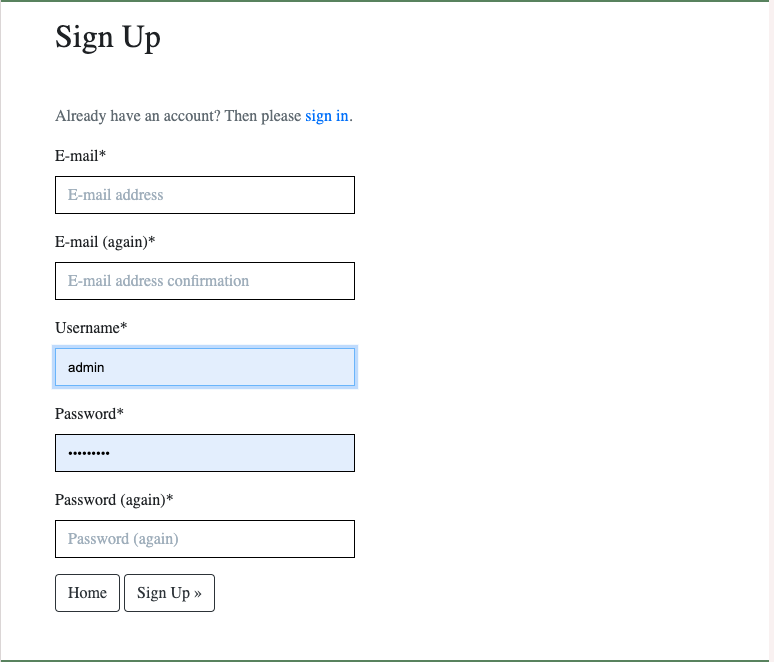 Sign Up
Already have an account? Then please sign in.
E-mail*
E-mail address
E-mail (again)*
E-mail address confirmation
Username*
admin
Password*
•••••••••
Password (again)*
Password (again)
Home Sign Up »